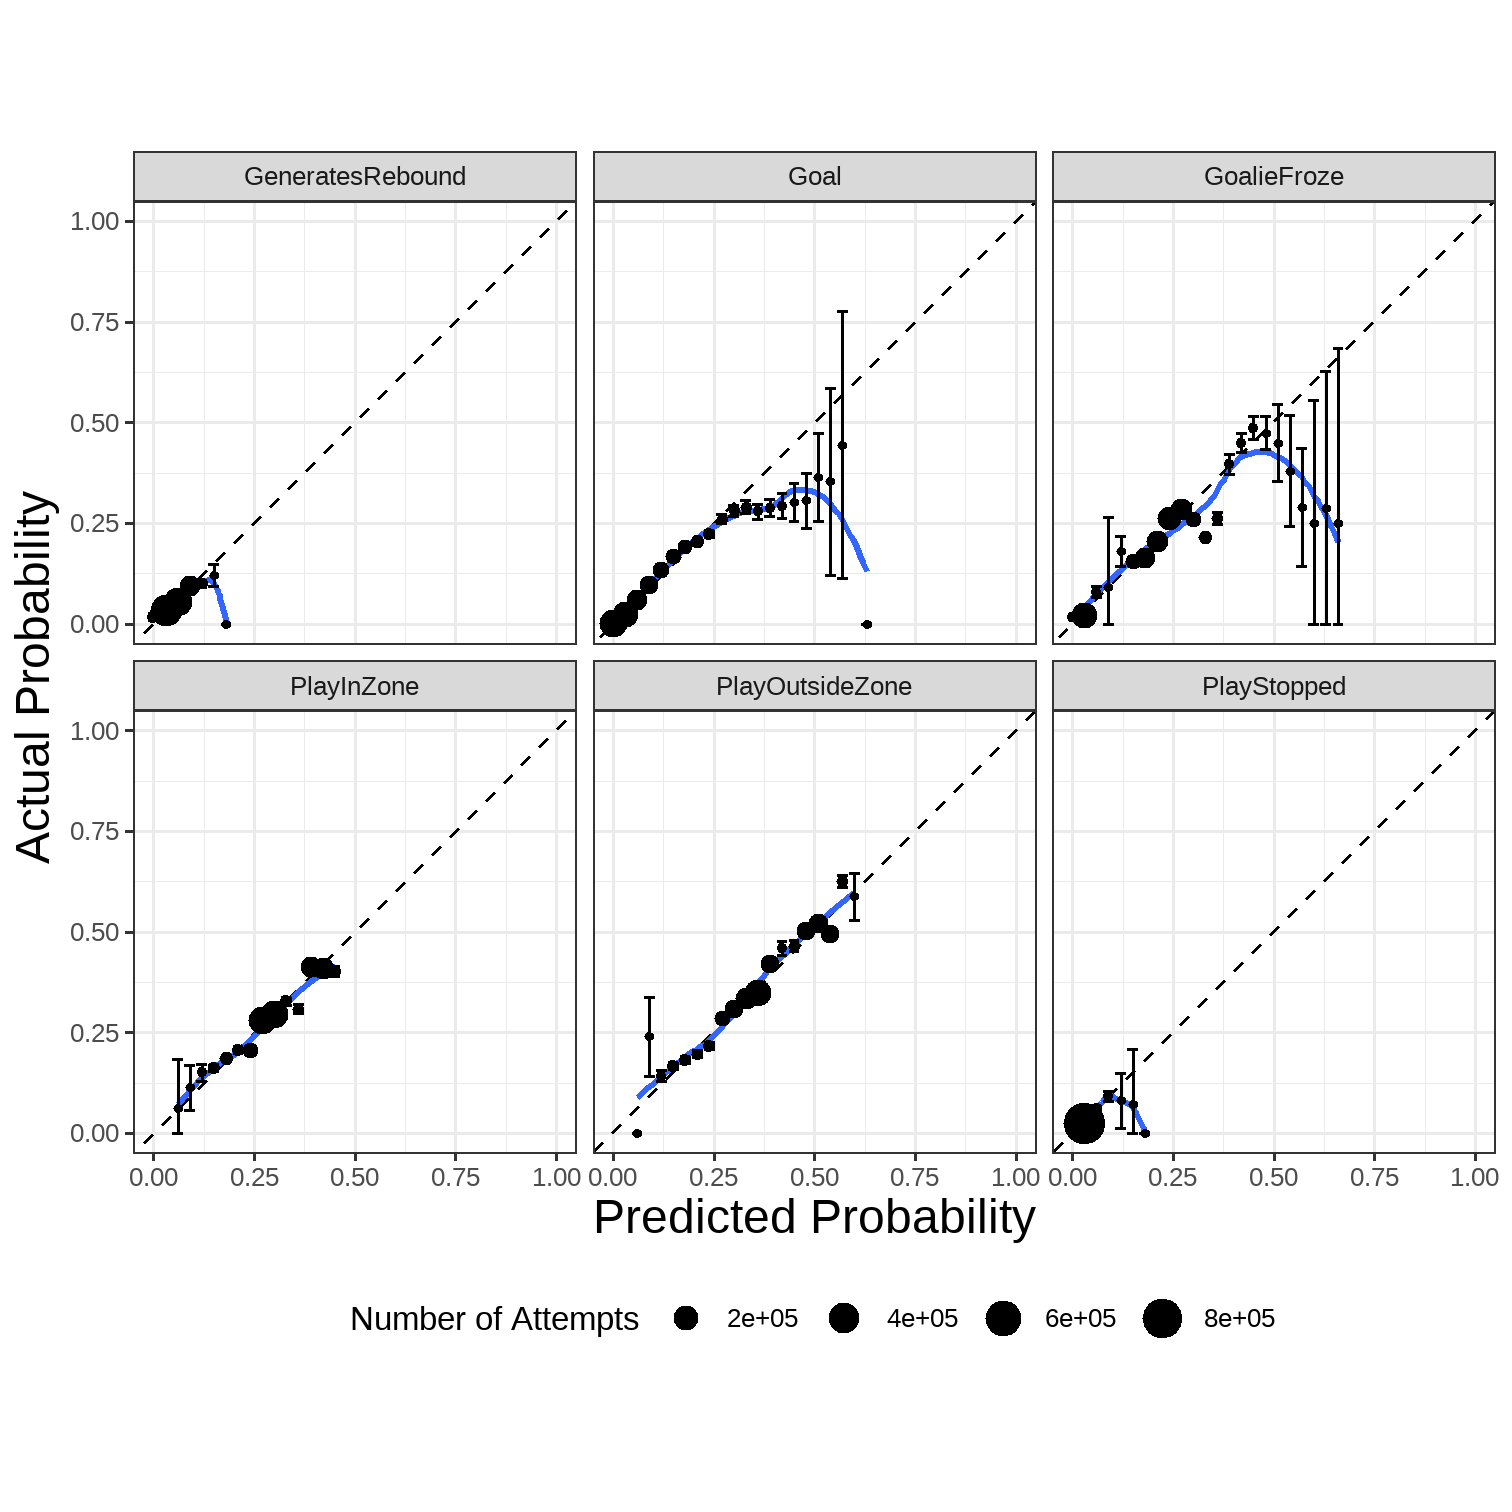 GeneratesRebound
Goal
GoalieFroze
1.00
0.75
0.50
0.25
0.00
PlayInZone
PlayOutsideZone
PlayStopped
1.00
0.75
0.50
0.25
0.00
Actual Probability
0.00 0.25 0.50 0.75 1.00
0.00 0.25 0.50 0.75 1.00
0.00 0.25 0.50 0.75 1.00
Predicted Probability
Number of Attempts 2e+05 4e+05 6e+05 8e+05